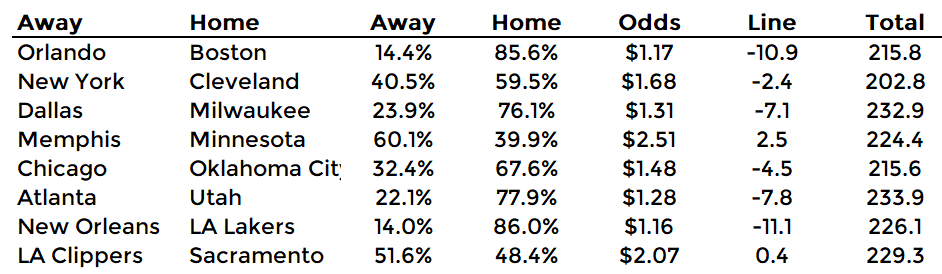 Away Home Away Home Odds Line Total
Orlando Boston 14.4% 85.6% $1.17 -10.9 215.8
New York Cleveland 40.5% 59.5% $1.68 -2.4 202.8
Dallas Milwaukee 23.9% 76.1% $1.31 -7.1 232.9
Memphis Minnesota 60.1% 39.9% $2.51 2.5 224.4
Chicago Oklahoma Cit 32.4% 67.6% $1.48 -4.5 215.6
Atlanta Utah 22.1% 77.9% $1.28 -7.8 233.9
New Orleans LA Lakers 14.0% 86.0% $1.16 -11.1 226.1
LA Clippers Sacramento 51.6% 48.4% $2.07 0.4 229.3